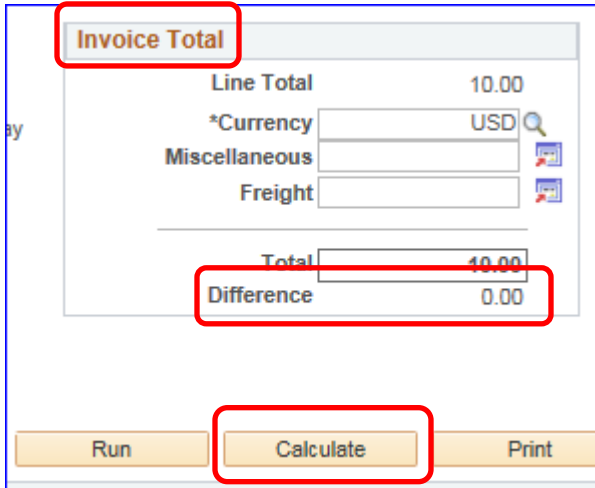 Invoice Total
Line Total 10.00
ay
*Currency USD
Miscellaneous
Freight
Total 10.00
Difference 0.00
Run Calculate Print